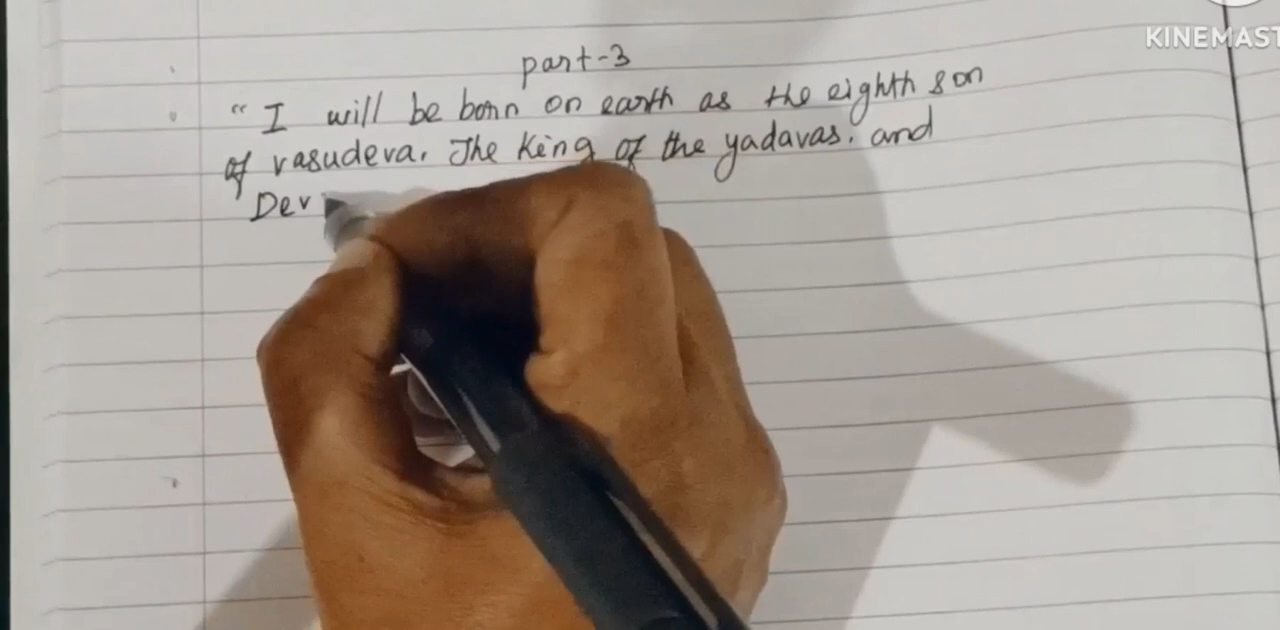 KINEMAST
part-3
"I will be born on earth as the eighth son
of vasudeva. The King of the yadavas. and
Dev